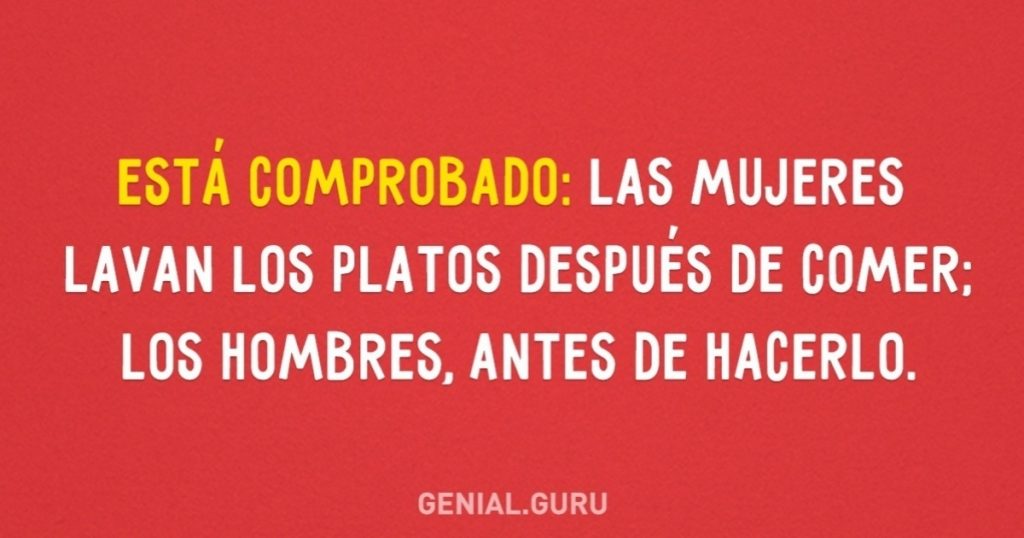 ESTÁ COMPROBADO: LAS MUJERES
LAVAN LOS PLATOS DESPUÉS DE COMER;
LOS HOMBRES, ANTES DE HACERLO.
GENIAL.GURU